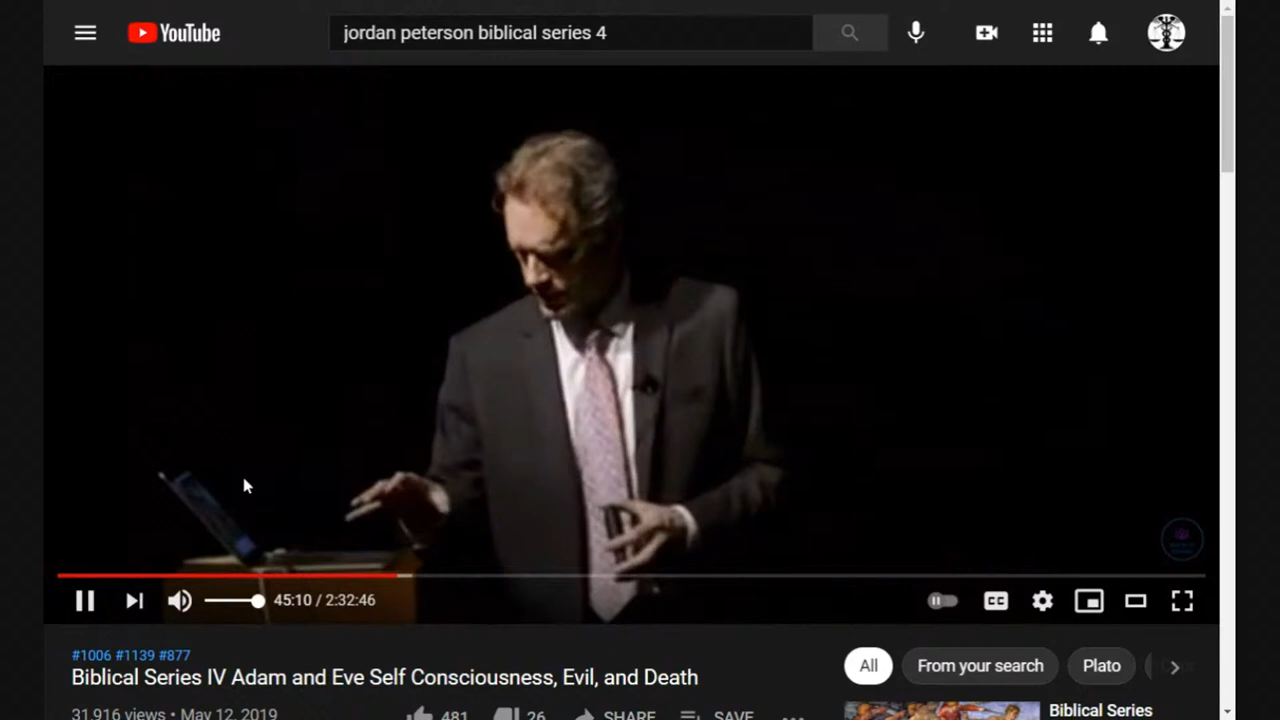 YouTube
jordan peterson biblical series 4
45:10 / 2:32:46
CC
#1006 #1139 #877
Biblical Series IV Adam and Eve Self Consciousness, Evil, and Death
All
From your search
Plato
31,916 views • May 12, 2019
481
26
SHARE
SAVE
Biblical Series